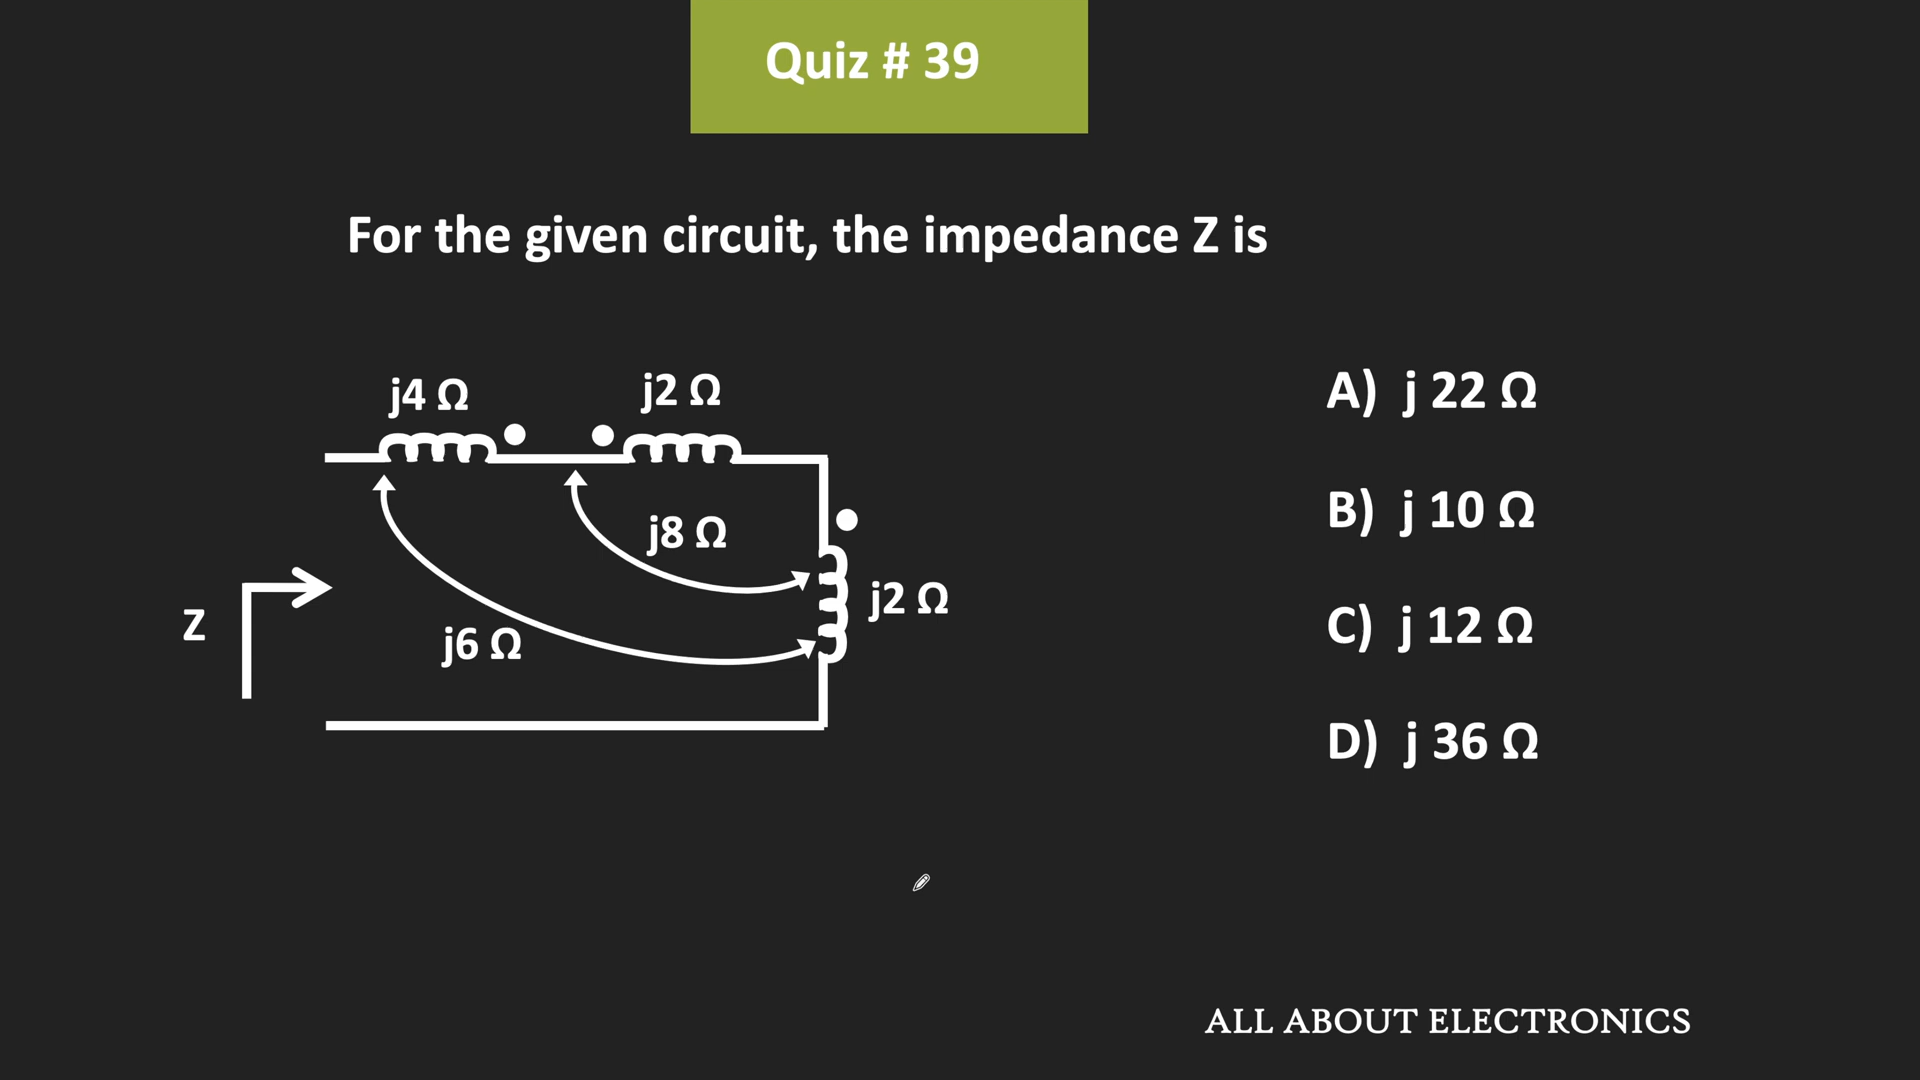 Quiz # 39
For the given circuit, the impedance Z is
j4 Ω
j2 Ω
j8 Ω
j2 Ω
j6 Ω
Z
A) j 22 Ω
B) j 10 Ω
C) j 12 Ω
D) j 36 Ω
ALL ABOUT ELECTRONICS